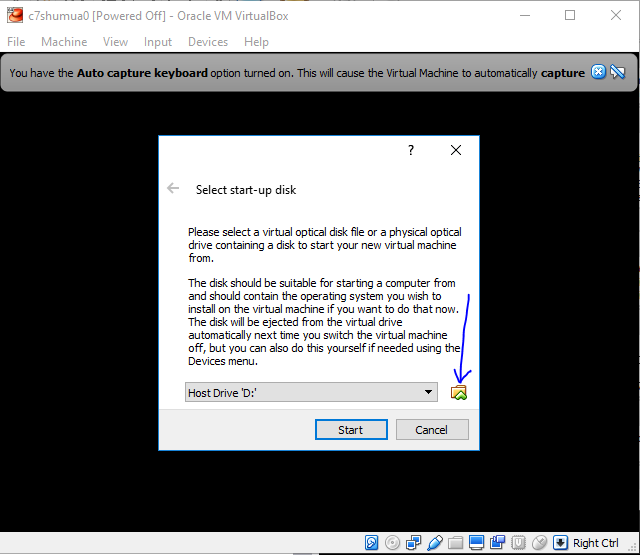 c7shumua0 [Powered Off] - Oracle VM VirtualBox
File Machine View Input Devices Help
You have the Auto capture keyboard option turned on. This will cause the Virtual Machine to automatically capture
?
Select start-up disk
Please select a virtual optical disk file or a physical optical
drive containing a disk to start your new virtual machine
from.
The disk should be suitable for starting a computer from
and should contain the operating system you wish to
install on the virtual machine if you want to do that now.
The disk will be ejected from the virtual drive
automatically next time you switch the virtual machine
off, but you can also do this yourself if needed using the
Devices menu.
Host Drive 'D:'
Start Cancel
Right Ctrl